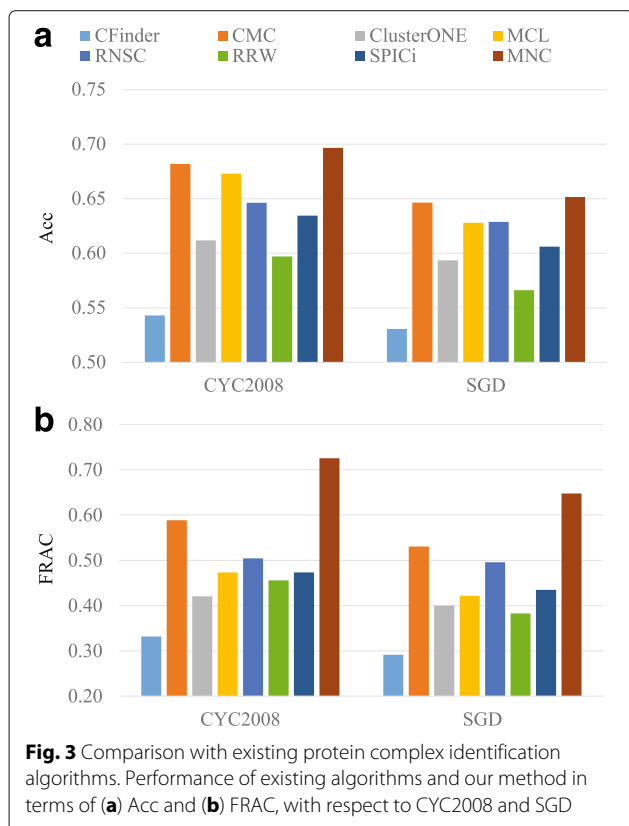 a
CFinder CMC ClusterONE MCL
RNSC RRW SPICi MNC
0.75
0.70
0.65
0.60
0.55
0.50
Acc
CYC2008 SGD
b
0.80
0.70
0.60
0.50
0.40
0.30
0.20
FRAC
CYC2008 SGD
Fig. 3 Comparison with existing protein complex identification
algorithms. Performance of existing algorithms and our method in
terms of (a) Acc and (b) FRAC, with respect to CYC2008 and SGD